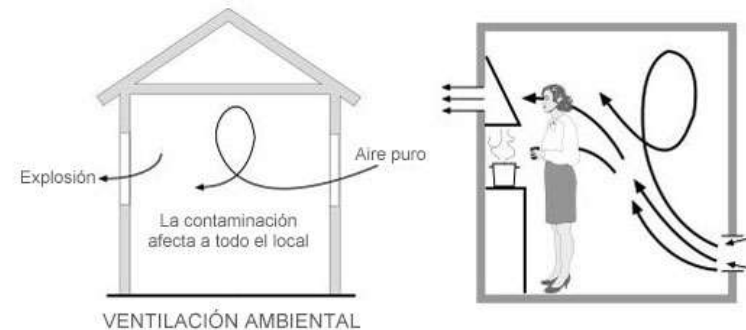 Aire puro
Explosión
La contaminación
afecta a todo el local
VENTILACIÓN AMBIENTAL